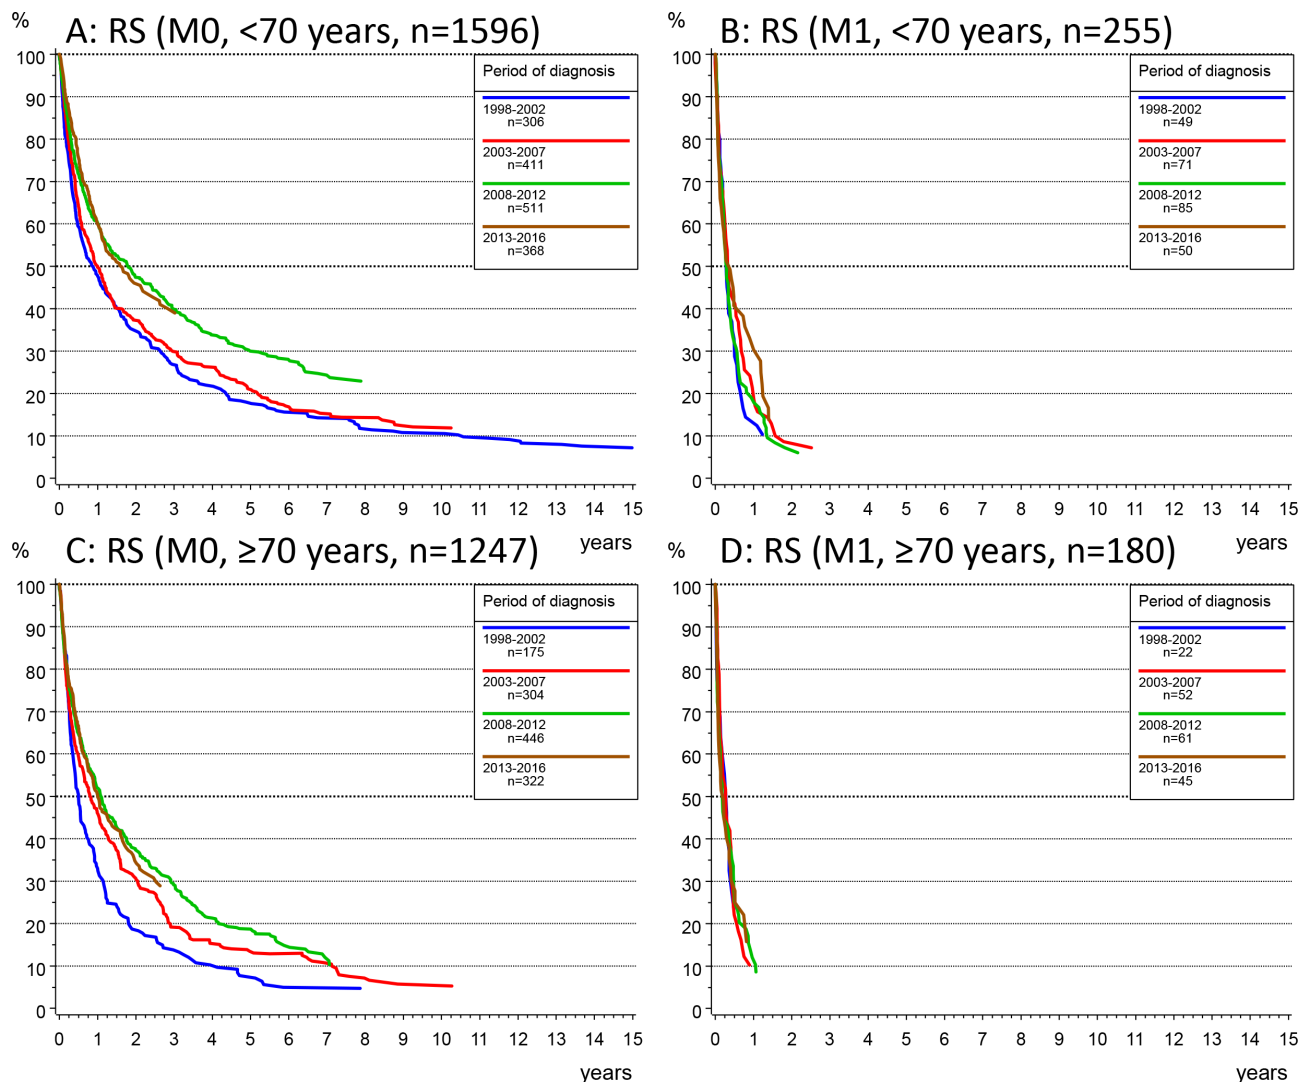 %
A: RS (M0, <70 years, n=1596)
100
90
80
70
60
50
40
30
20
10
0
0 1 2 3 4 5 6 7 8 9 10 11 12 13 14 15
years
Period of diagnosis
1998-2002
n=306
2003-2007
n=411
2008-2012
n=511
2013-2016
n=368
%
B: RS (M1, <70 years, n=255)
100
90
80
70
60
50
40
30
20
10
0
0 1 2 3 4 5 6 7 8 9 10 11 12 13 14 15
years
Period of diagnosis
1998-2002
n=49
2003-2007
n=71
2008-2012
n=85
2013-2016
n=50
%
C: RS (M0, ≥70 years, n=1247)
100
90
80
70
60
50
40
30
20
10
0
0 1 2 3 4 5 6 7 8 9 10 11 12 13 14 15
years
Period of diagnosis
1998-2002
n=175
2003-2007
n=304
2008-2012
n=446
2013-2016
n=322
%
D: RS (M1, ≥70 years, n=180)
100
90
80
70
60
50
40
30
20
10
0
0 1 2 3 4 5 6 7 8 9 10 11 12 13 14 15
years
Period of diagnosis
1998-2002
n=22
2003-2007
n=52
2008-2012
n=61
2013-2016
n=45